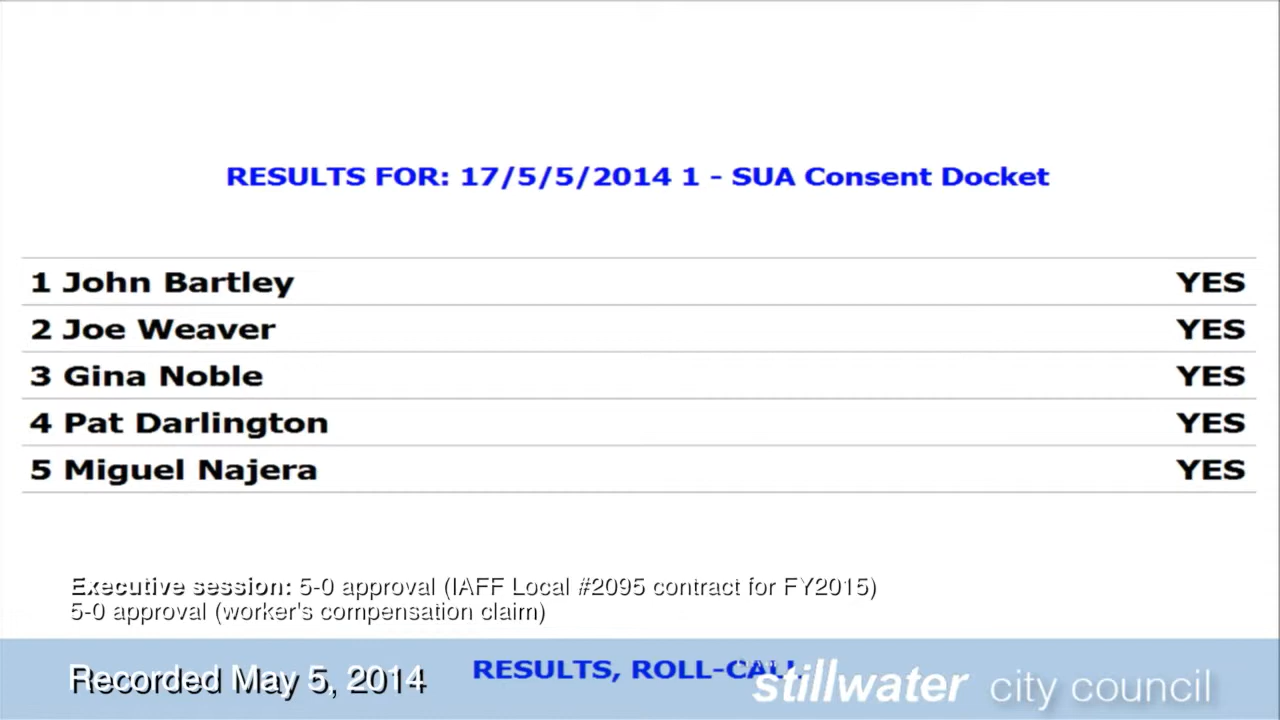 RESULTS FOR: 17/5/5/2014 1 - SUA Consent Docket
1 John Bartley YES
2 Joe Weaver YES
3 Gina Noble YES
4 Pat Darlington YES
5 Miguel Najera YES
Executive session: 5-0 approval (IAFF Local #2095 contract for FY2015)
5-0 approval (worker's compensation claim)
Recorded May 5, 2014
RESULTS, ROLL-CALL
stillwater city council